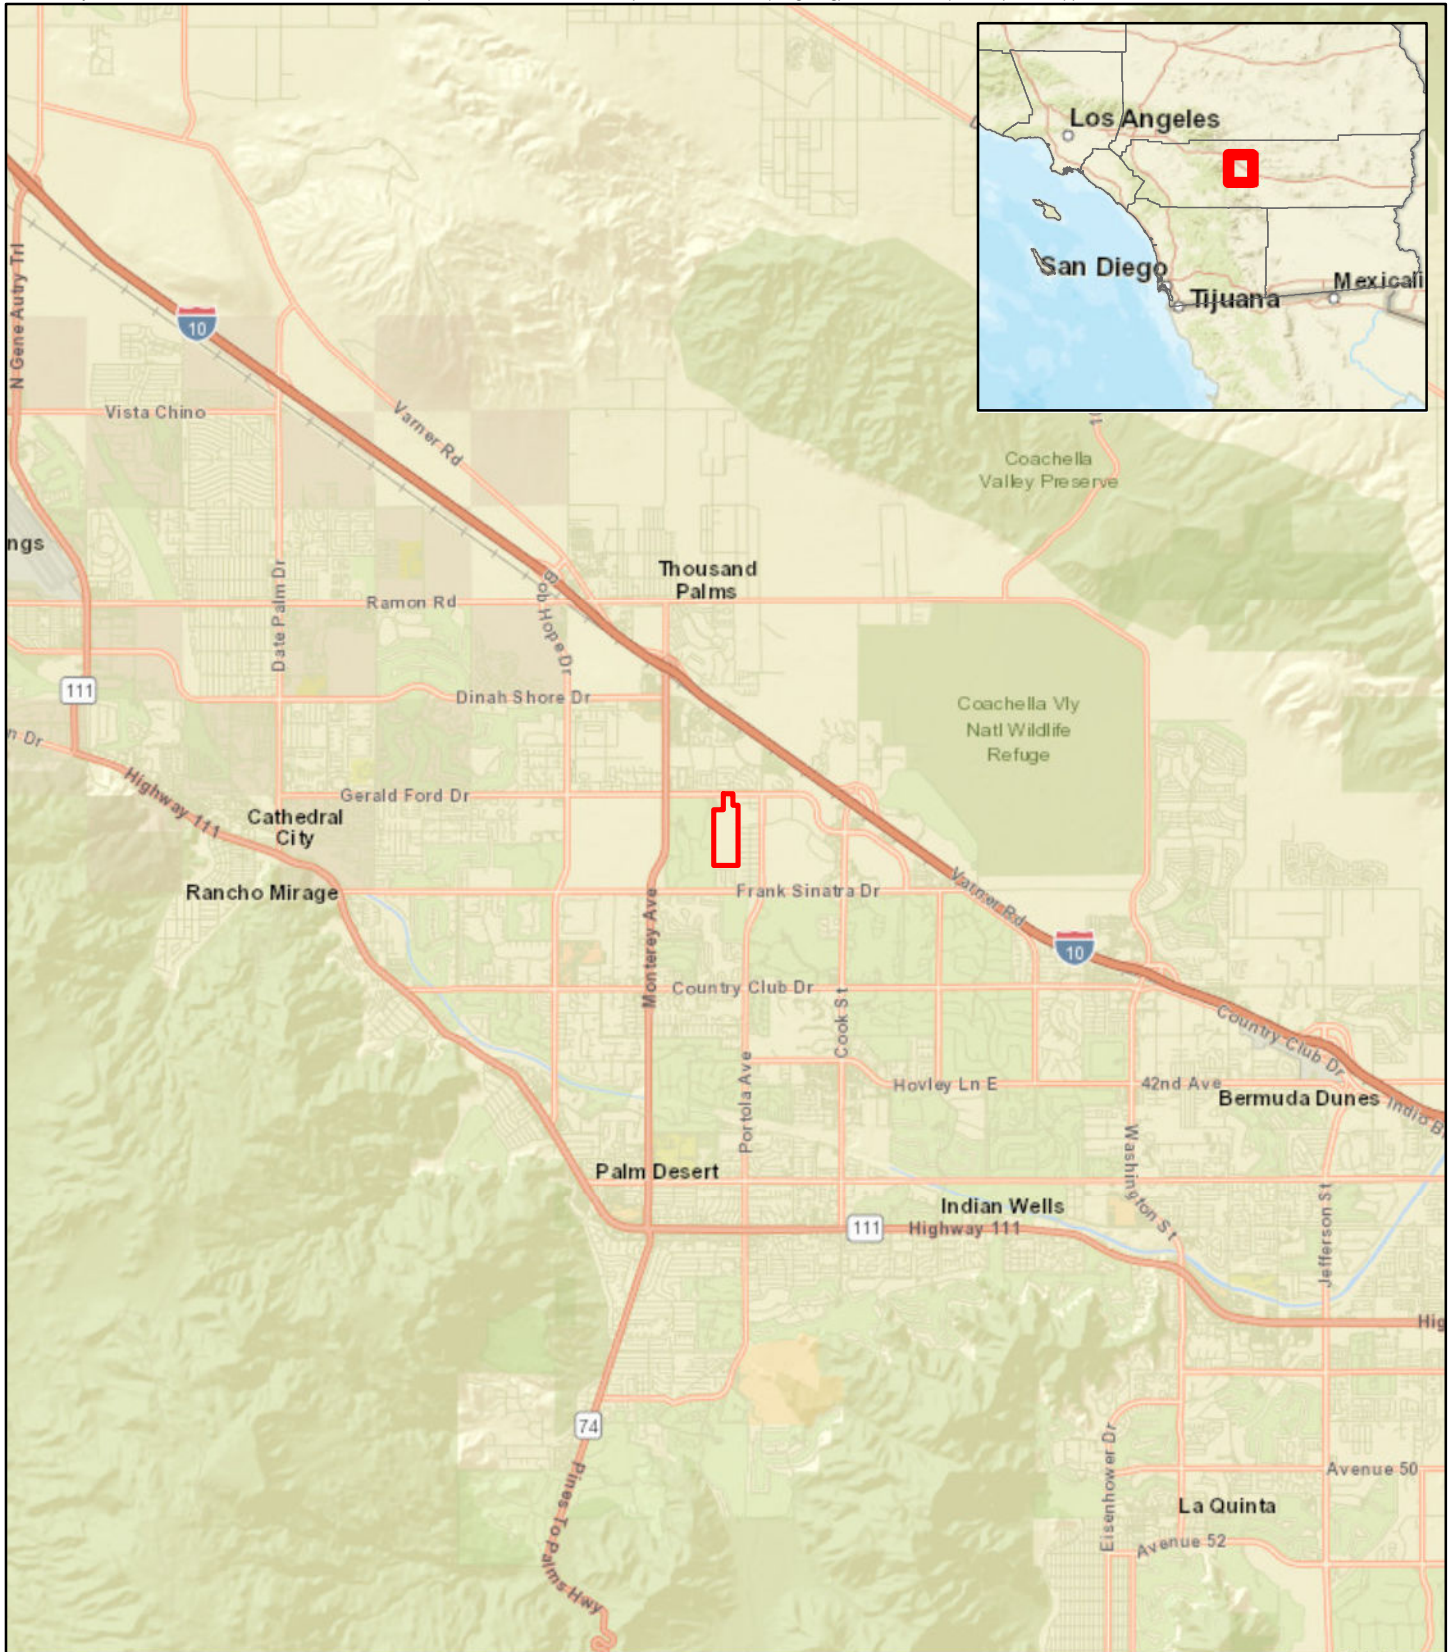 Los Angeles
San Diego
Tijuana
Mexicali
N Gene Autry Trl
10
Vista Chino
Varner Rd
Coachella
Valley Preserve
ngs
Thousand
Palms
Date Palm Dr
Ramon Rd
Bob Hope Dr
111
Dinah Shore Dr
Coachella Vly
Natl Wildlife
Refuge
n Dr
Highway 111
Gerald Ford Dr
Cathedral
City
Rancho Mirage
Frank Sinatra Dr
Varner Rd
Monterey Ave
10
Country Club Dr
Cook St
Country Club Dr
Portola Ave
Hovley Ln E
42nd Ave
Bermuda Dunes
Indio B
Washington St
Palm Desert
Indian Wells
111
Highway 111
Jefferson St
Hig
74
Pines To Palms Hwy
Eisenhower Dr
Avenue 50
La Quinta
Avenue 52